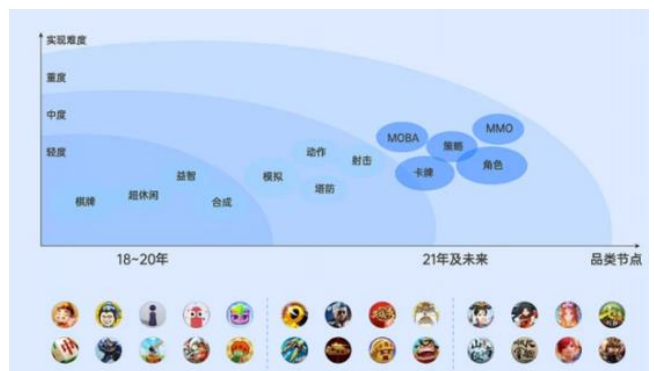 实现难度
重度
中度
轻度
MOBA
MMO
策略
动作
射击
卡牌
角色
益智
模拟
塔防
棋牌
超休闲
合成
18~20年
21年及未来
品类节点